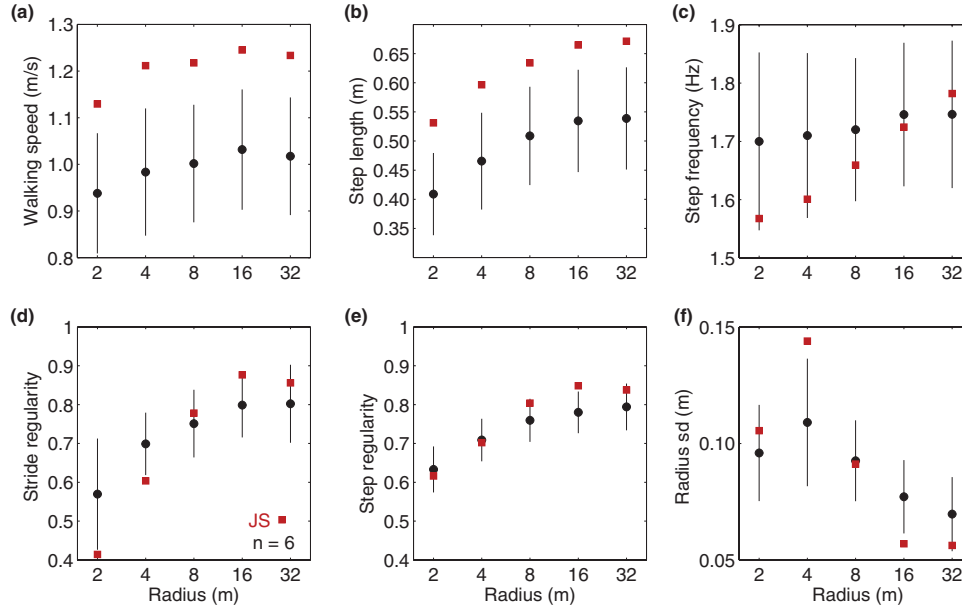 (a)
1.3
1.2
1.1
1.0
0.9
0.8
Walking speed (m/s)
2 4 8 16 32
(b)
0.65
0.60
0.55
0.50
0.45
0.40
0.35
Step length (m)
2 4 8 16 32
(c)
1.9
1.8
1.7
1.6
1.5
Step frequency (Hz)
2 4 8 16 32
(d)
1
0.9
0.8
0.7
0.6
0.5
0.4
Stride regularity
JS
n = 6
2 4 8 16 32
Radius (m)
(e)
1
0.9
0.8
0.7
0.6
0.5
0.4
Step regularity
2 4 8 16 32
Radius (m)
(f)
0.15
0.10
0.05
Radius sd (m)
2 4 8 16 32
Radius (m)